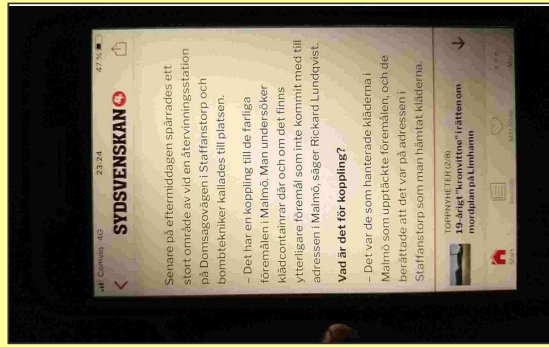 Comviq 4G 23:24 47 %
SYDSVENSKAN
Senare på eftermiddagen spärrades ett
stort område av vid en återvinningsstation
på Domsagovägen i Staffanstorp och
bombtekniker kallades till platsen.
– Det har en koppling till de farliga
föremålen i Malmö. Man undersöker
klädcontainrar där och om det finns
ytterligare föremål som inte kommit med till
adressen i Malmö, säger Rickard Lundqvist.
Vad är det för koppling?
– Det var de som hanterade kläderna i
Malmö som upptäckte föremålen, och de
berättade att det var på adressen i
Staffanstorp som man hämtat kläderna.
TOPPNYHETER (2/8)
19-årigt "kronvittne" i rätten om
mordplan på Limhamn
Start